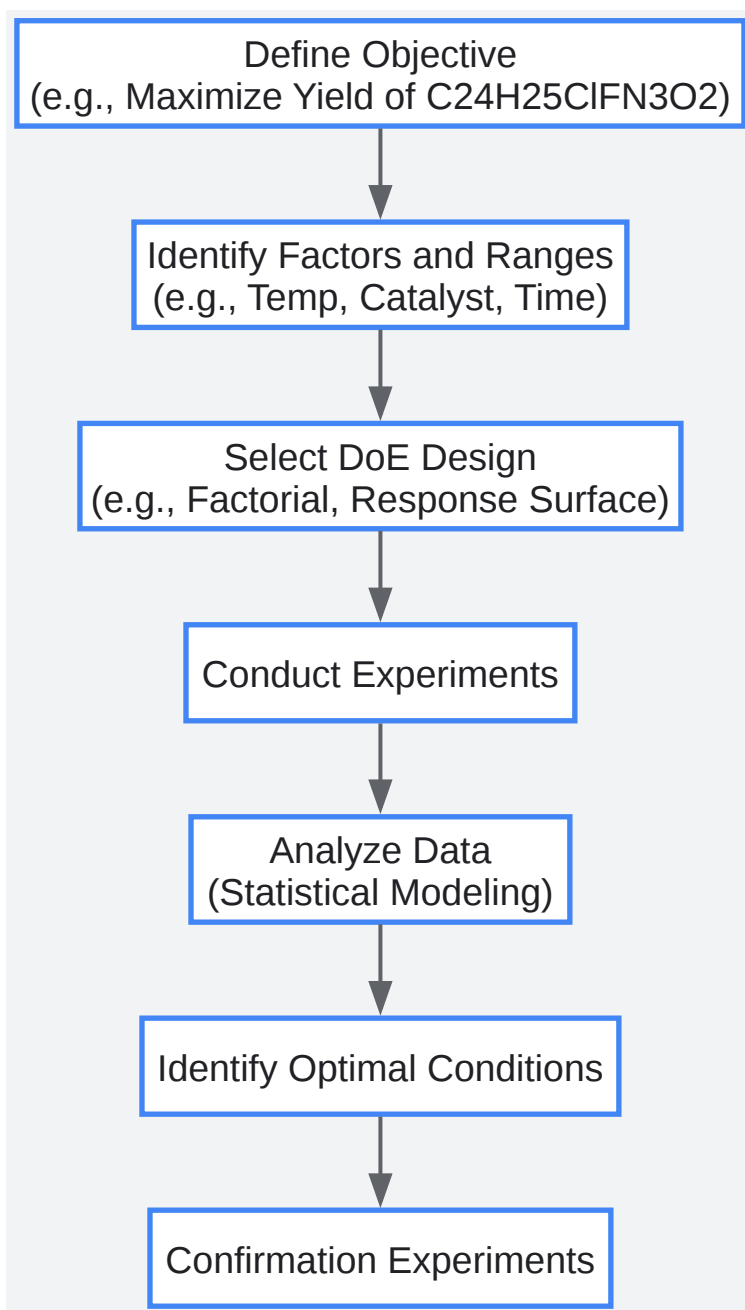 Define Objective
(e.g., Maximize Yield of C24H25ClFN3O2)
Identify Factors and Ranges
(e.g., Temp, Catalyst, Time)
Select DoE Design
(e.g., Factorial, Response Surface)
Conduct Experiments
Analyze Data
(Statistical Modeling)
Identify Optimal Conditions
Confirmation Experiments